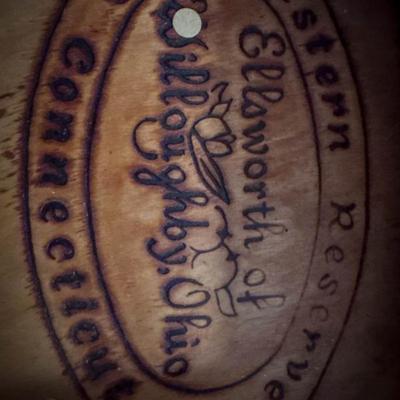 stern Reserve
Ellsworth of
Willoughby, Ohio
Connecticut